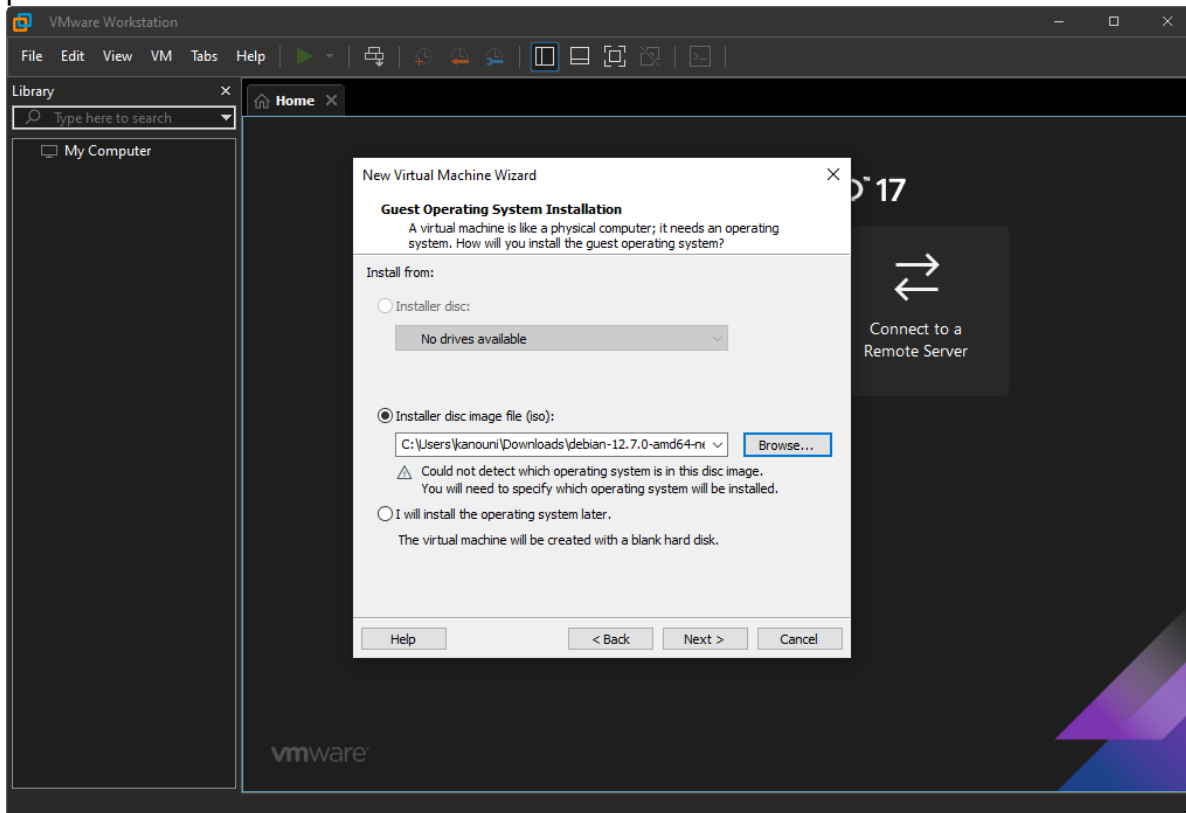 VMware Workstation
File Edit View VM Tabs Help
Library
Type here to search
My Computer
Home
™ 17
New Virtual Machine Wizard
Guest Operating System Installation
A virtual machine is like a physical computer; it needs an operating
system. How will you install the guest operating system?
Install from:
Installer disc:
No drives available
Installer disc image file (iso):
C:\Users\kanouni\Downloads\debian-12.7.0-amd64-ne
Browse...
Could not detect which operating system is in this disc image.
You will need to specify which operating system will be installed.
I will install the operating system later.
The virtual machine will be created with a blank hard disk.
Help
< Back
Next >
Cancel
Connect to a
Remote Server
vmware